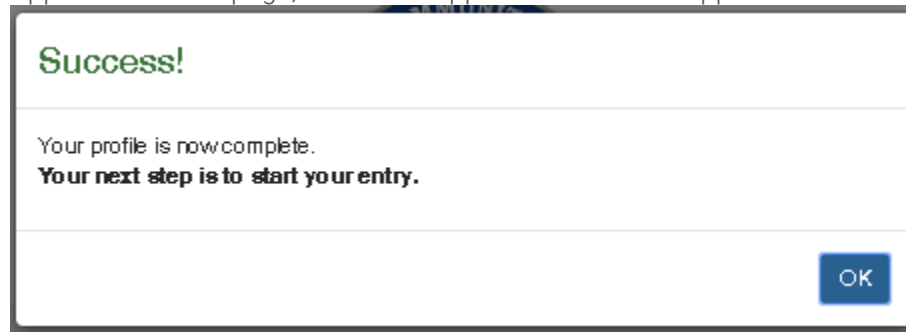 Success!
Your profile is now complete.
Your next step is to start your entry.
OK